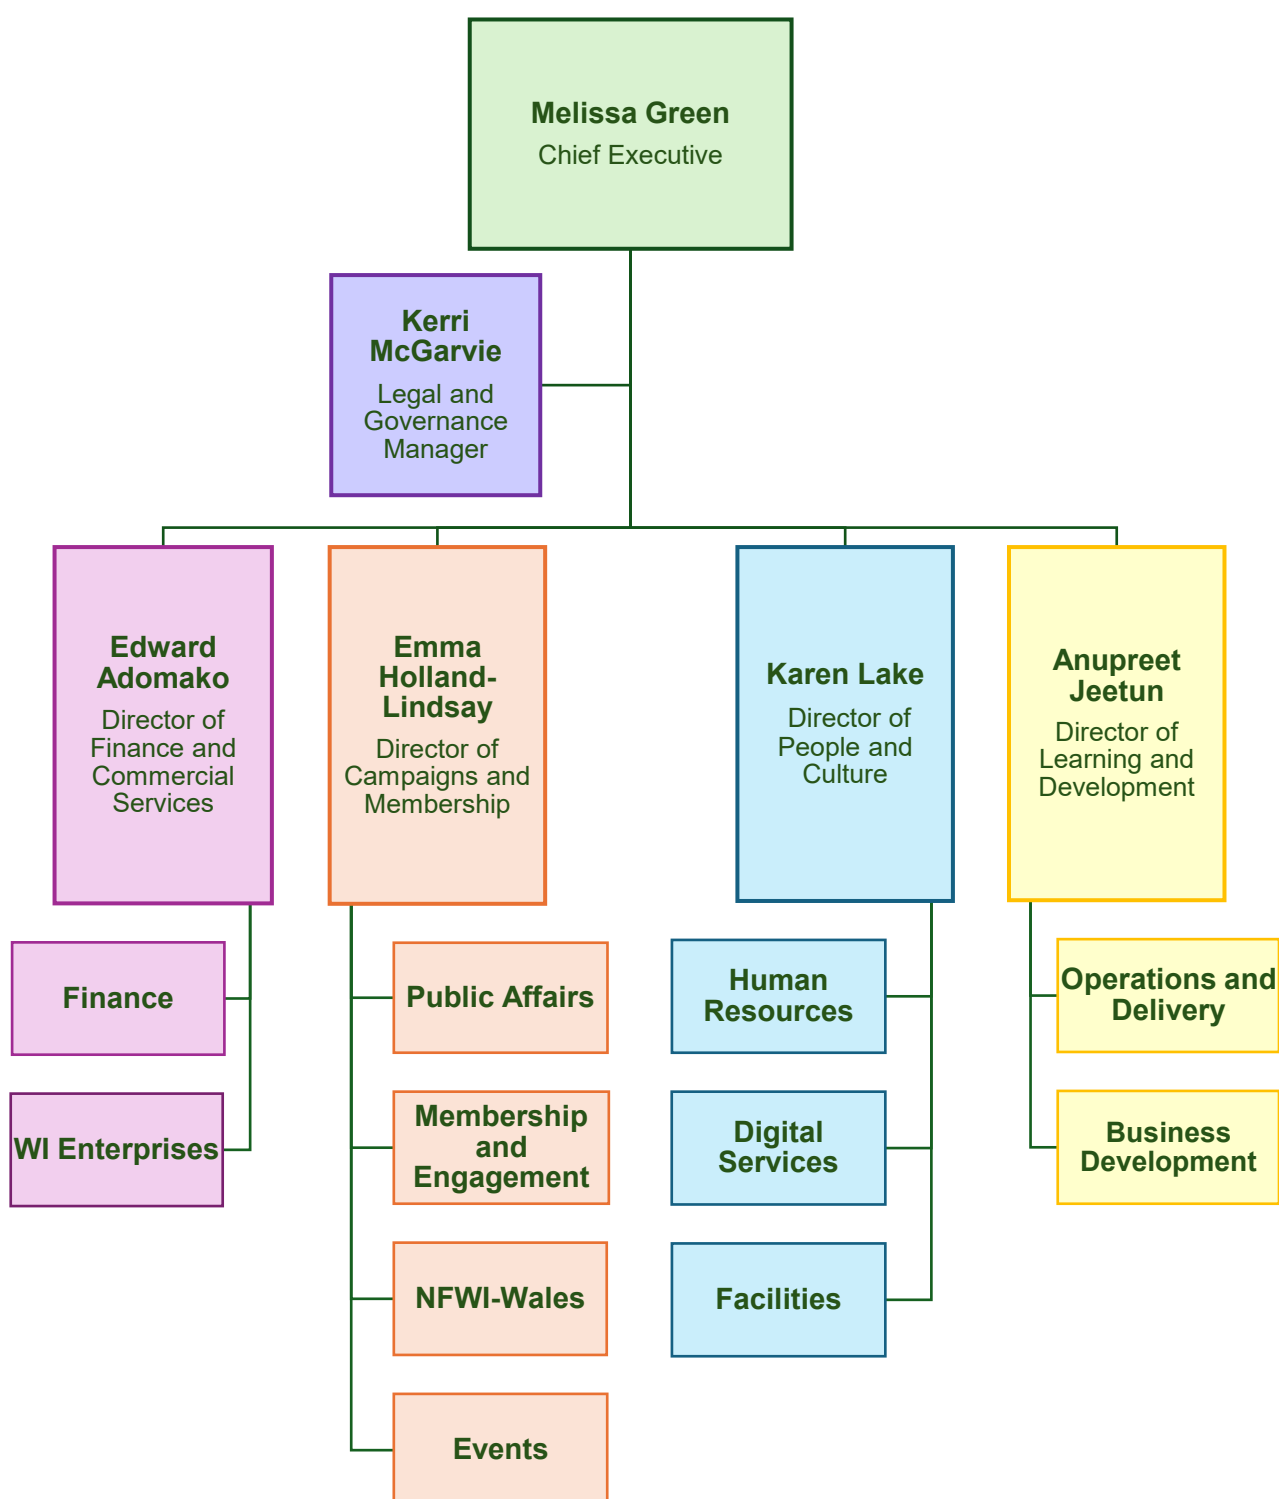 Melissa Green
Chief Executive
Kerri
McGarvie
Legal and
Governance
Manager
Edward
Adomako
Director of
Finance and
Commercial
Services
Emma
Holland-
Lindsay
Director of
Campaigns and
Membership
Karen Lake
Director of
People and
Culture
Anupreet
Jeetun
Director of
Learning and
Development
Finance
WI Enterprises
Public Affairs
Membership
and
Engagement
NFWI-Wales
Events
Human
Resources
Digital
Services
Facilities
Operations and
Delivery
Business
Development